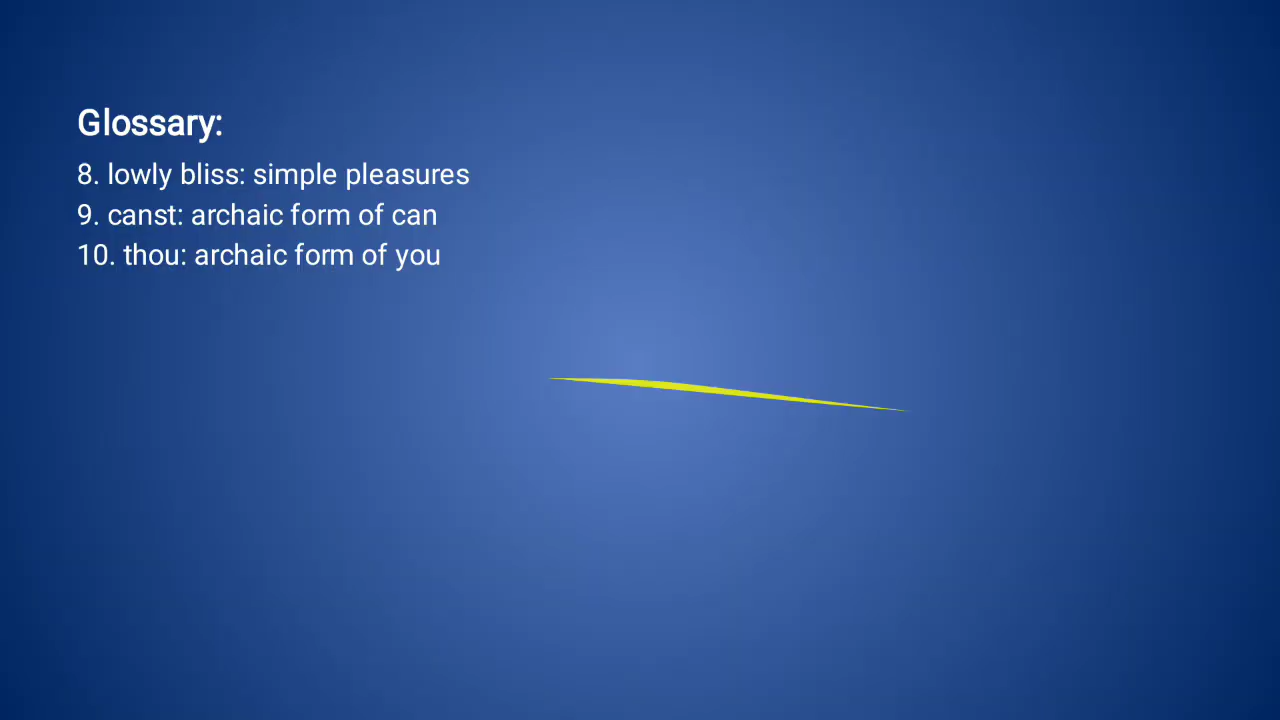 Glossary:
8. lowly bliss: simple pleasures
9. canst: archaic form of can
10. thou: archaic form of you